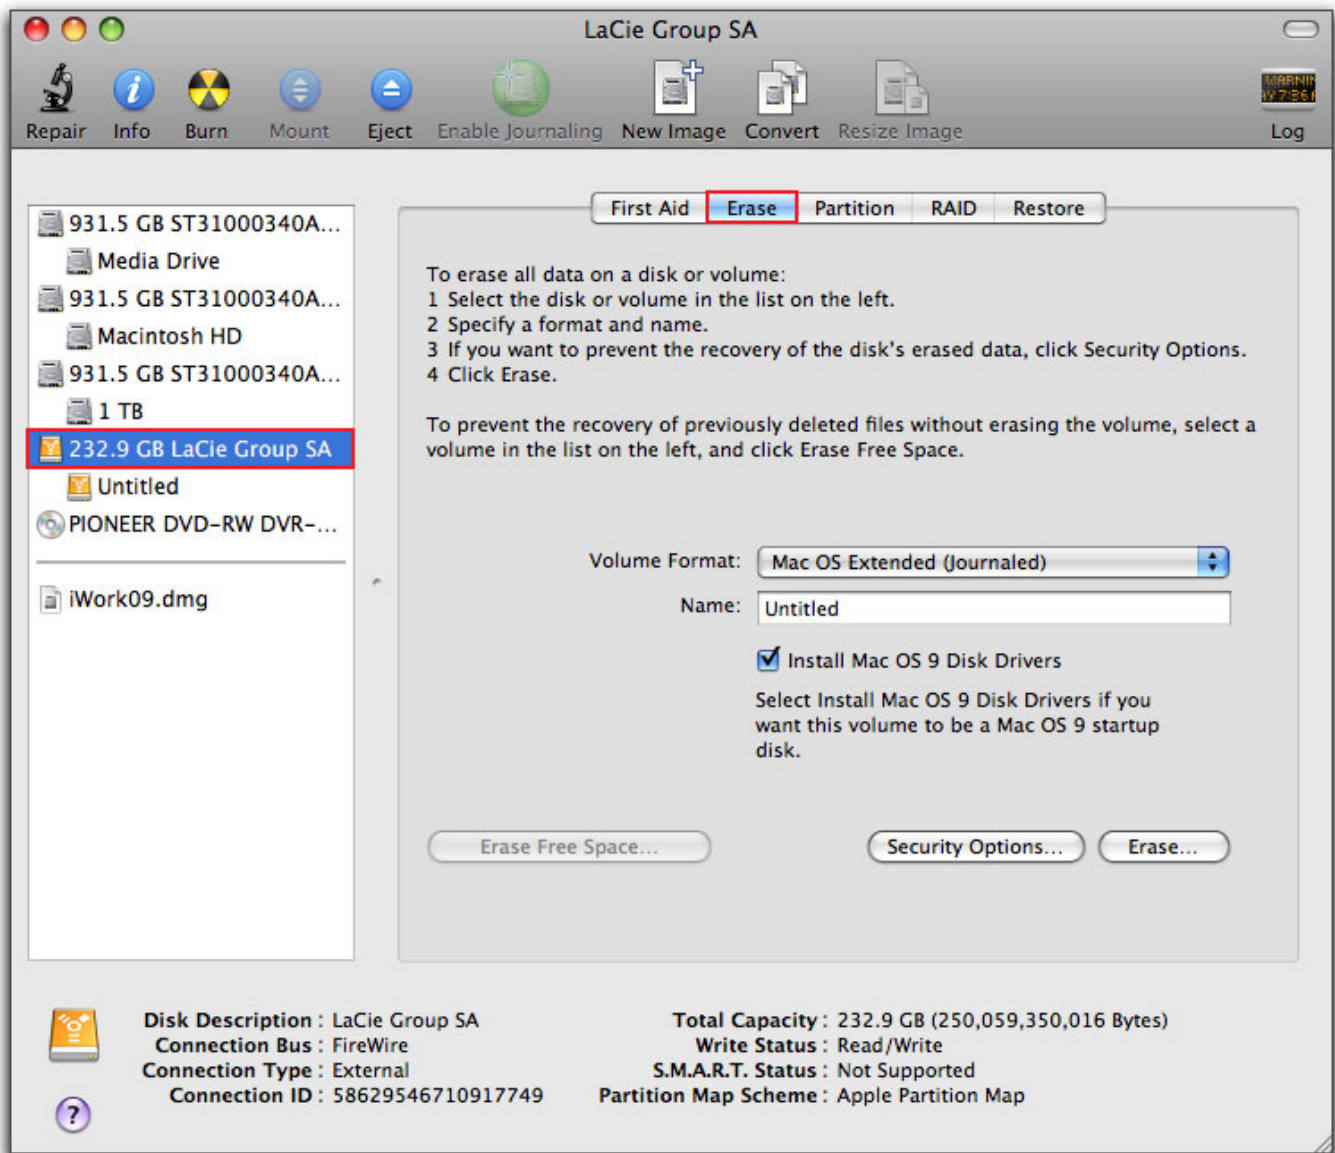 LaCie Group SA
Repair Info Burn Mount Eject Enable Journaling New Image Convert Resize Image Log
931.5 GB ST31000340A...
Media Drive
931.5 GB ST31000340A...
Macintosh HD
931.5 GB ST31000340A...
1 TB
232.9 GB LaCie Group SA
Untitled
PIONEER DVD-RW DVR-...
iWork09.dmg
First Aid Erase Partition RAID Restore
To erase all data on a disk or volume:
1 Select the disk or volume in the list on the left.
2 Specify a format and name.
3 If you want to prevent the recovery of the disk's erased data, click Security Options.
4 Click Erase.
To prevent the recovery of previously deleted files without erasing the volume, select a
volume in the list on the left, and click Erase Free Space.
Volume Format: Mac OS Extended (Journaled)
Name: Untitled
Install Mac OS 9 Disk Drivers
Select Install Mac OS 9 Disk Drivers if you
want this volume to be a Mac OS 9 startup
disk.
Erase Free Space... Security Options... Erase...
Disk Description : LaCie Group SA
Connection Bus : FireWire
Connection Type : External
Connection ID : 58629546710917749
Total Capacity : 232.9 GB (250,059,350,016 Bytes)
Write Status : Read/Write
S.M.A.R.T. Status : Not Supported
Partition Map Scheme : Apple Partition Map